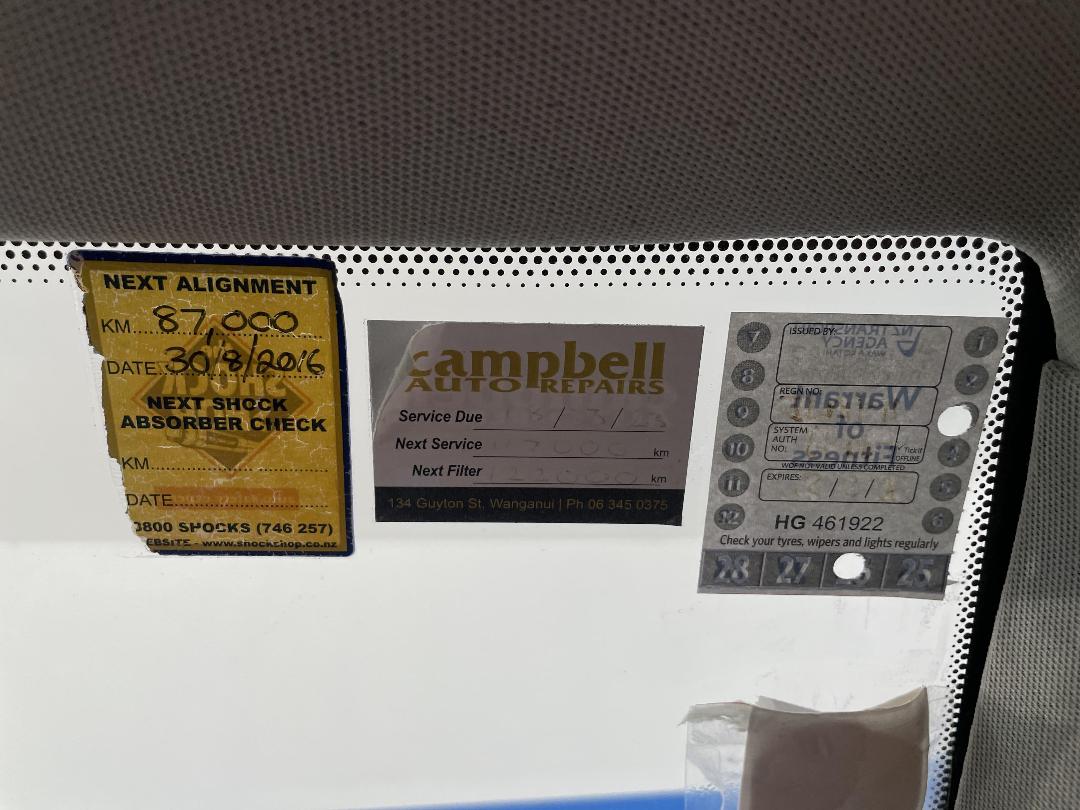 NEXT ALIGNMENT
KM 87,000
DATE 30/8/2016
NEXT SHOCK
ABSORBER CHECK
KM
DATE
0800 SHOCKS (746 257)
EBSITE - www.shockshop.co.nz
campbell
AUTO REPAIRS
Service Due
Next Service km
Next Filter km
134 Guyton St, Wanganui | Ph 06 345 0375
NZ TRANS
AGENCY
ISSUED BY:
Warrant
of
Fitness
REGN NO:
SYSTEM
AUTH
NO:
WOF NOT VALID UNLESS COMPLETED
EXPIRES: / /
HG 461922
Check your tyres, wipers and lights regularly
7
8
9
10
11
12
1
2
5
6
28 27 25